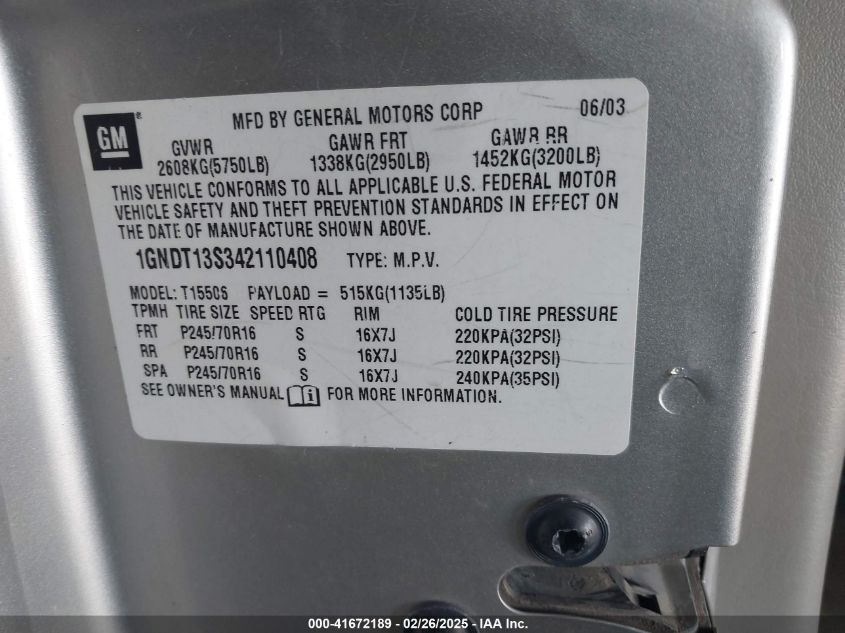 GM
MFD BY GENERAL MOTORS CORP 06/03
GVWR GAWR FRT GAWR RR
2608KG(5750LB) 1338KG(2950LB) 1452KG(3200LB)
THIS VEHICLE CONFORMS TO ALL APPLICABLE U.S. FEDERAL MOTOR
VEHICLE SAFETY AND THEFT PREVENTION STANDARDS IN EFFECT ON
THE DATE OF MANUFACTURE SHOWN ABOVE.
1GNDT13S342110408 TYPE: M.P.V.
MODEL: T15506 PAYLOAD = 515KG(1135LB)
TPMH TIRE SIZE SPEED RTG RIM COLD TIRE PRESSURE
FRT P245/70R16 S 16X7J 220KPA(32PSI)
RR P245/70R16 S 16X7J 220KPA(32PSI)
SPA P245/70R16 S 16X7J 240KPA(35PSI)
SEE OWNER'S MANUAL FOR MORE INFORMATION.
000-41672189 - 02/26/2025 - IAA Inc.